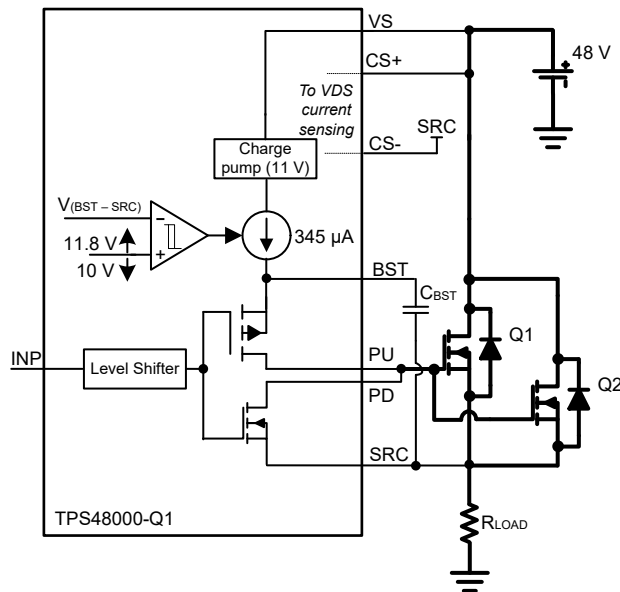 VS
CS+
48 V
To VDS
current
sensing
SRC
CS-
Charge
pump (11 V)
V(BST – SRC)
11.8 V
10 V
−
+
345 µA
BST
CBST
Q1
PU
INP
Level Shifter
PD
Q2
SRC
TPS48000-Q1
RLOAD